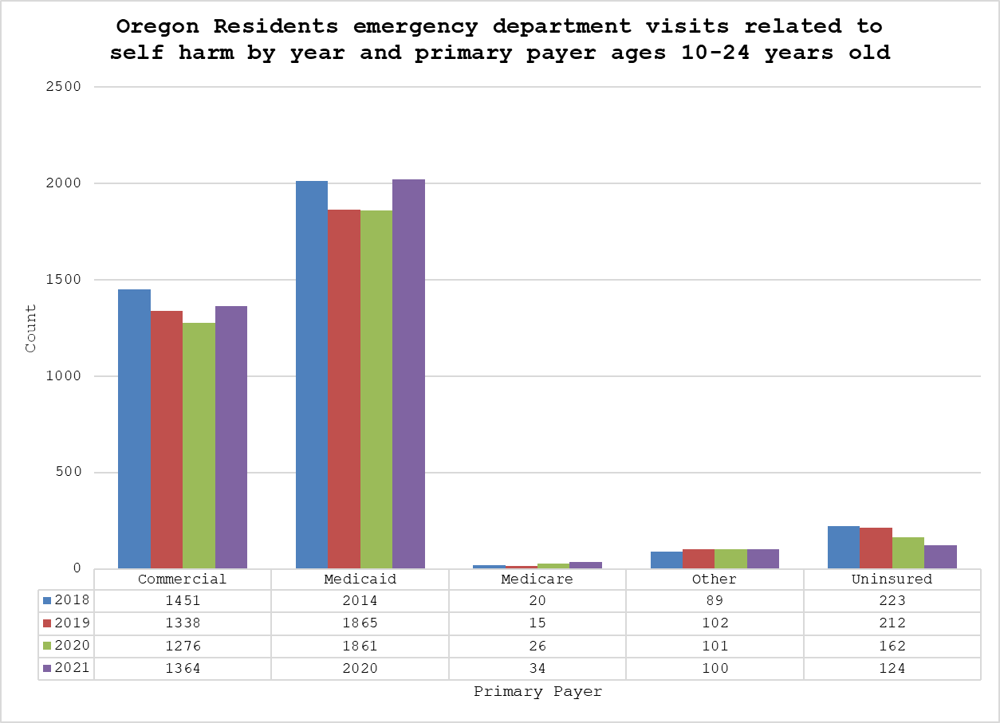 Oregon Residents emergency department visits related to
self harm by year and primary payer ages 10-24 years old
2500
2000
1500
1000
500
0
Count
Commercial Medicaid Medicare Other Uninsured
2018 1451 2014 20 89 223
2019 1338 1865 15 102 212
2020 1276 1861 26 101 162
2021 1364 2020 34 100 124
Primary Payer